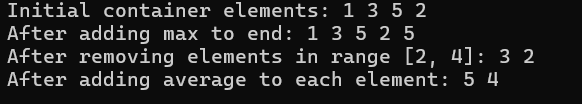 Initial container elements: 1 3 5 2
After adding max to end: 1 3 5 2 5
After removing elements in range [2, 4]: 3 2
After adding average to each element: 5 4